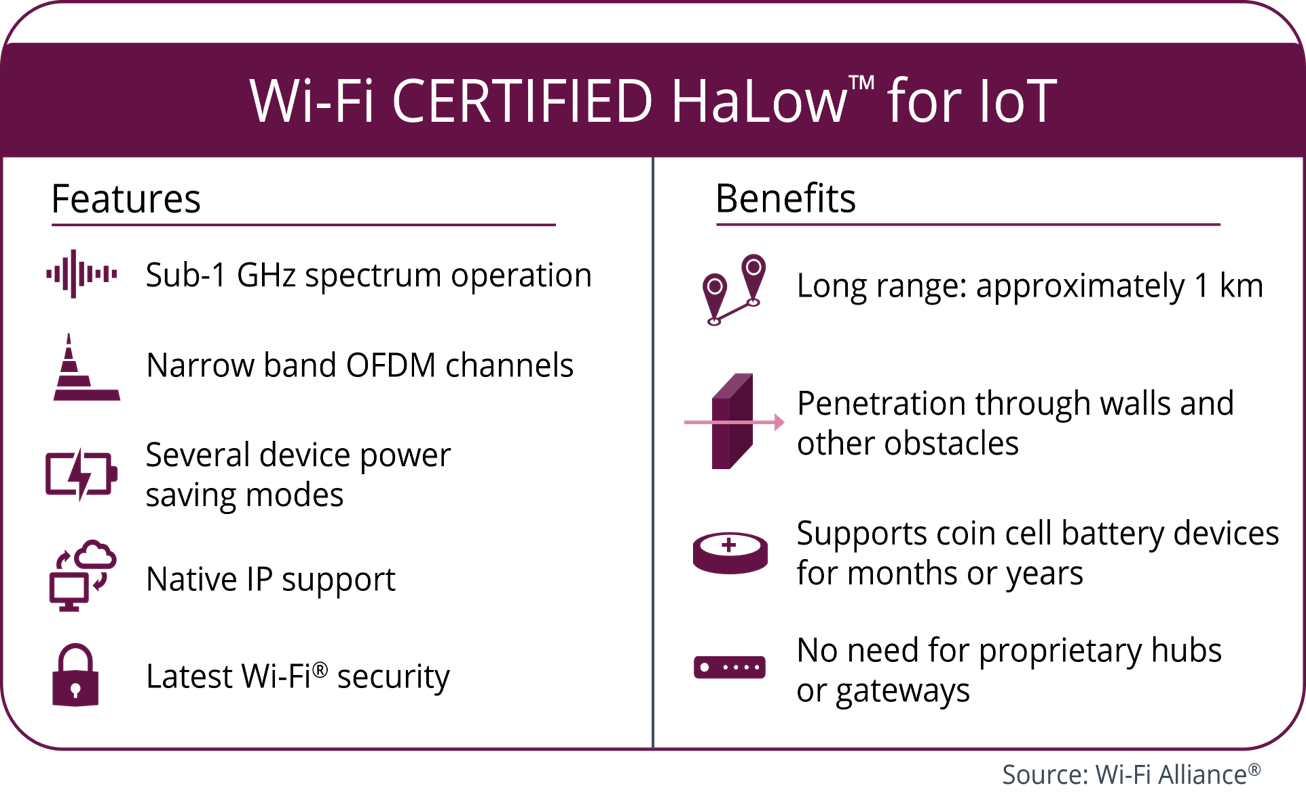 Wi-Fi CERTIFIED HaLow™ for IoT
Features
Sub-1 GHz spectrum operation
Narrow band OFDM channels
Several device power
saving modes
Native IP support
Latest Wi-Fi® security
Benefits
Long range: approximately 1 km
Penetration through walls and
other obstacles
Supports coin cell battery devices
for months or years
No need for proprietary hubs
or gateways
Source: Wi-Fi Alliance®